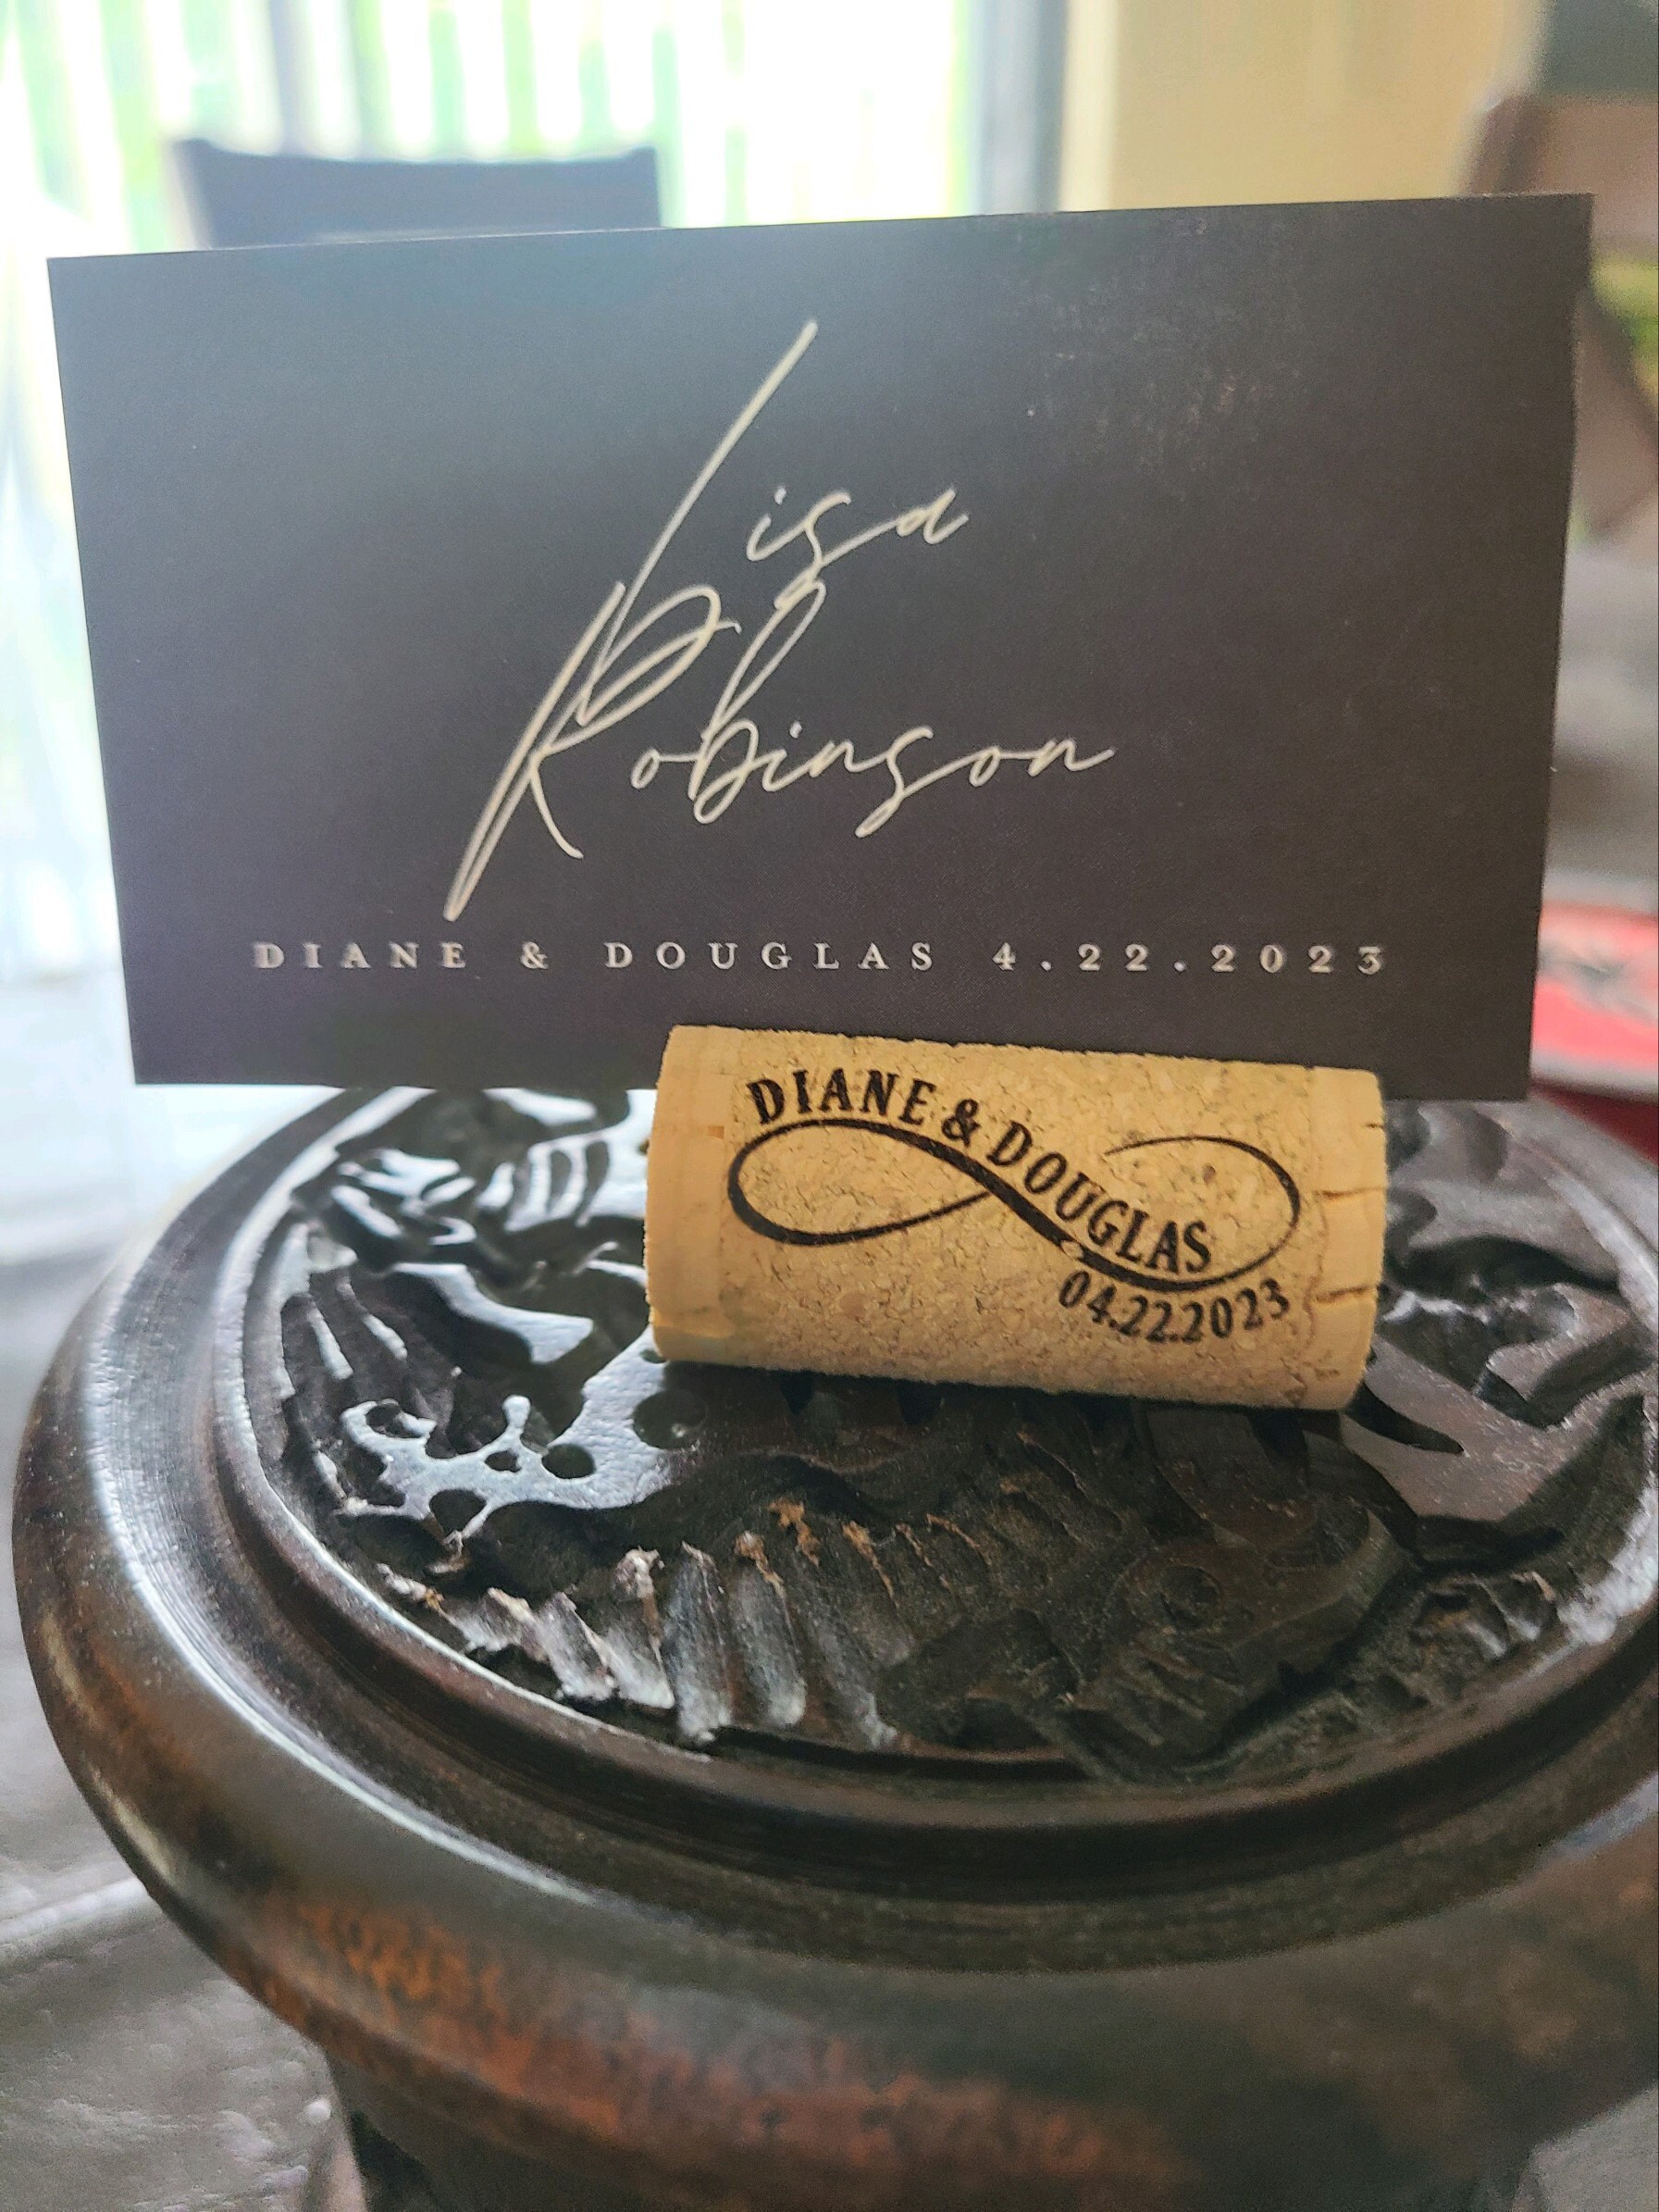 Lisa
Robinson
DIANE & DOUGLAS 4.22.2023
DIANE & DOUGLAS
04.22.2023